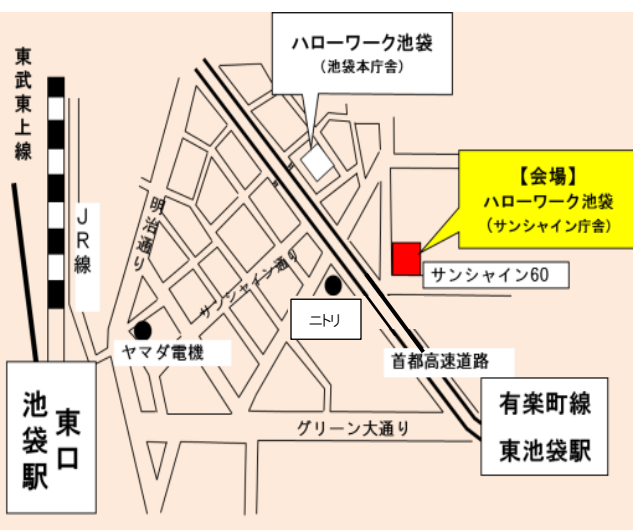 ハローワーク池袋
(池袋本庁舎)
東武東上線
【会場】
ハローワーク池袋
(サンシャイン庁舎)
JR線
明治通り
サンシャイン通り
サンシャイン60
ニトリ
ヤマダ電機
首都高速道路
池袋駅
東口
グリーン大通り
有楽町線
東池袋駅